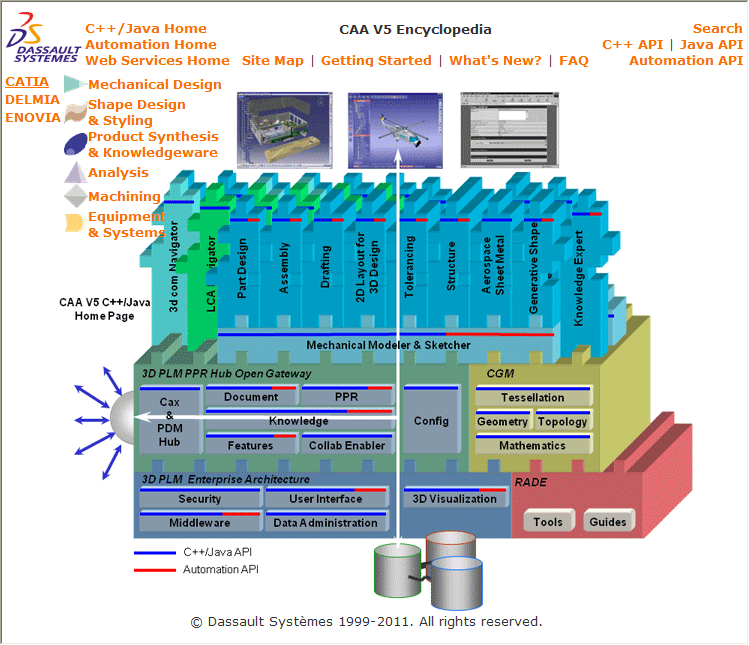 DASSAULT
SYSTEMES
C++/Java Home
Automation Home
Web Services Home
CAA V5 Encyclopedia
Site Map | Getting Started | What's New? | FAQ
Search
C++ API | Java API
Automation API
CATIA
DELMIA
ENOVIA
Mechanical Design
Shape Design
& Styling
Product Synthesis
& Knowledgeware
Analysis
Machining
Equipment
& Systems
CAA V5 C++/Java
Home Page
3d com Navigator
LCA Navigator
Part Design
Assembly
Drafting
2D Layout for
3D Design
Tolerancing
Structure
Aerospace
Sheet Metal
Generative Shape
Knowledge Expert
Mechanical Modeler & Sketcher
3D PLM PPR Hub Open Gateway
Cax
&
PDM
Hub
Document
PPR
Knowledge
Features
Collab Enabler
Config
CGM
Tessellation
Geometry
Topology
Mathematics
3D PLM Enterprise Architecture
Security
User Interface
3D Visualization
Middleware
Data Administration
RADE
Tools
Guides
C++/Java API
Automation API
© Dassault Systèmes 1999-2011. All rights reserved.